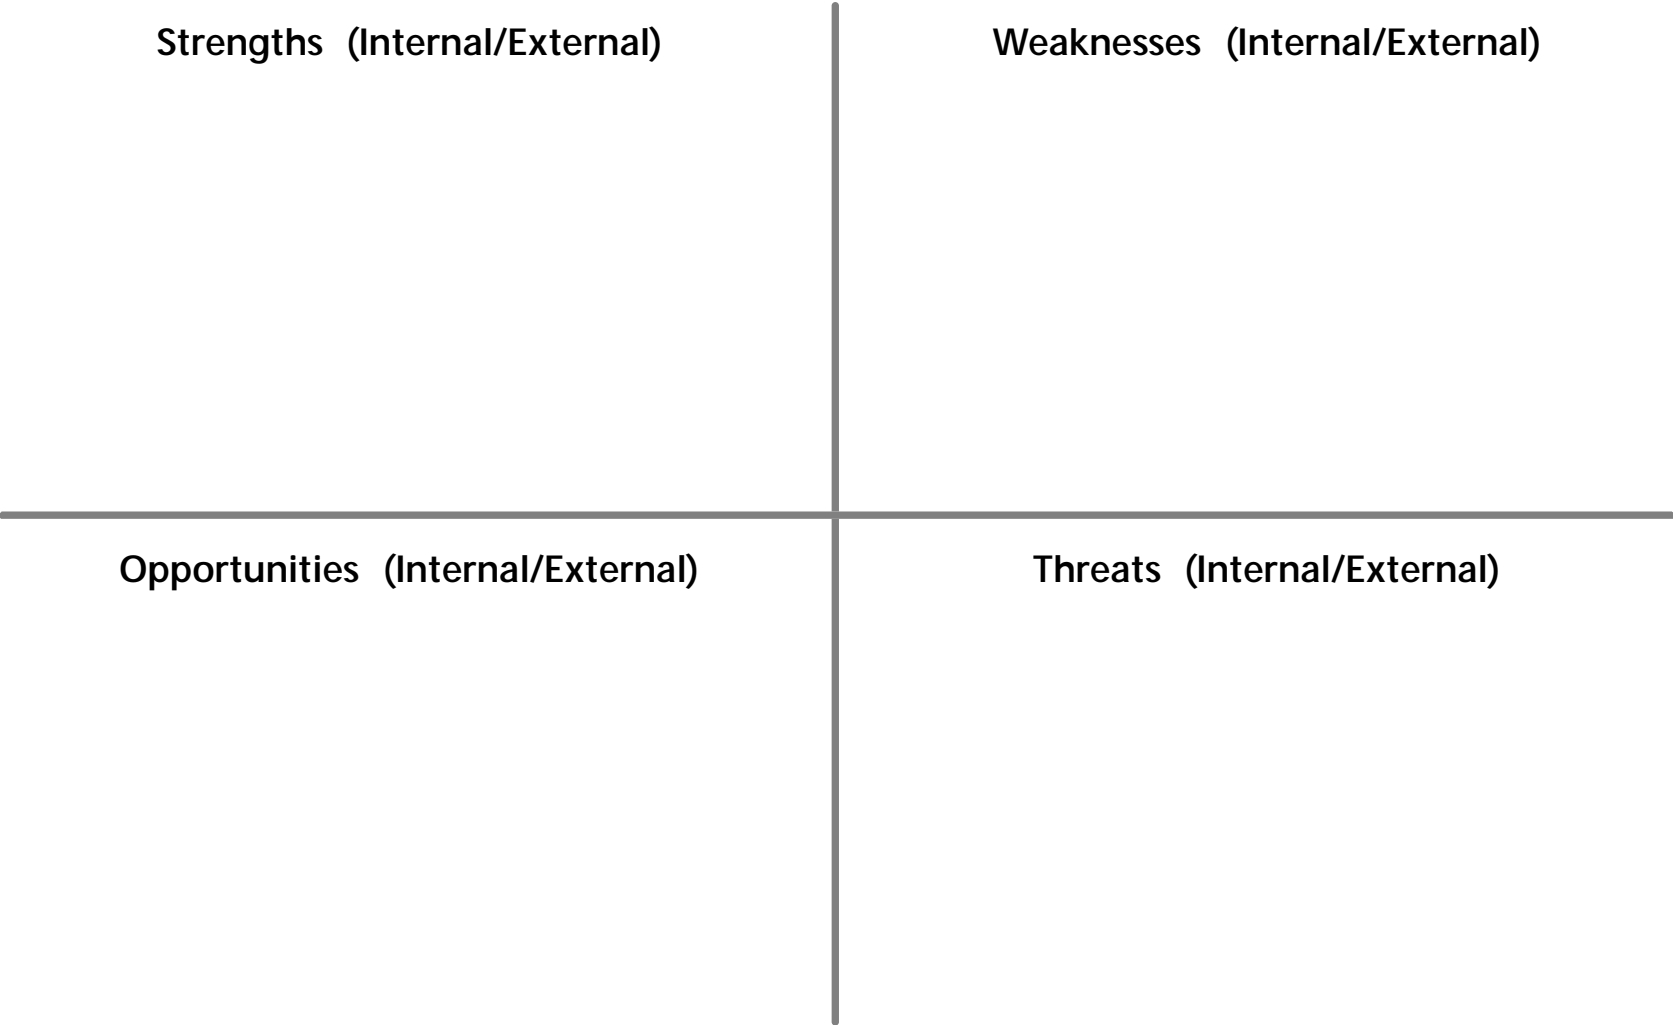 Strengths (Internal/External)
Weaknesses (Internal/External)
Opportunities (Internal/External)
Threats (Internal/External)